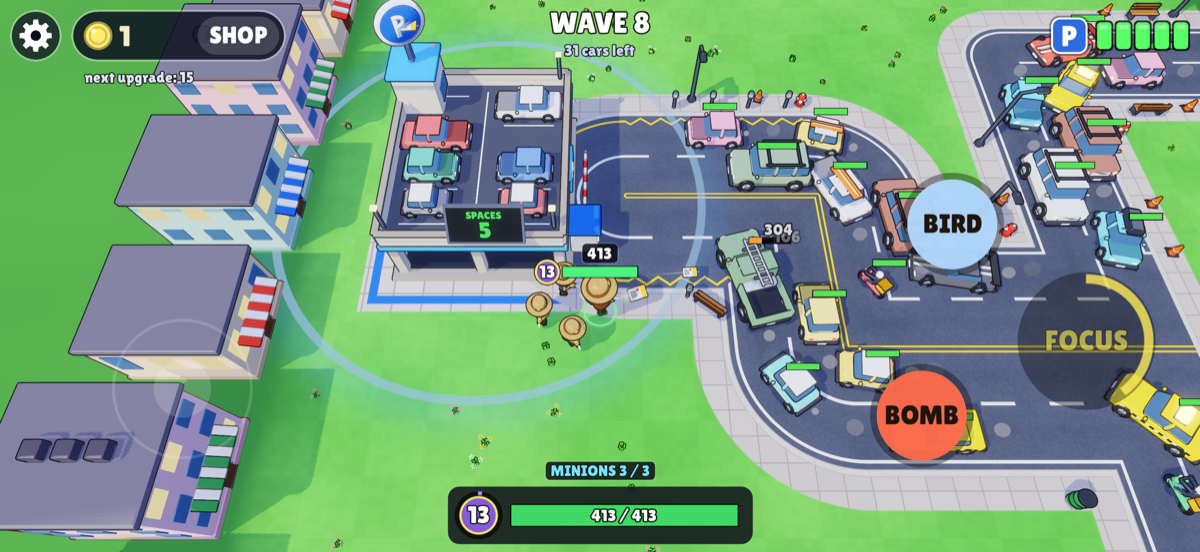 1
SHOP
next upgrade: 15
P
WAVE 8
31 cars left
P
SPACES
5
413
13
304
BIRD
FOCUS
BOMB
MINIONS 3 / 3
13
413 / 413